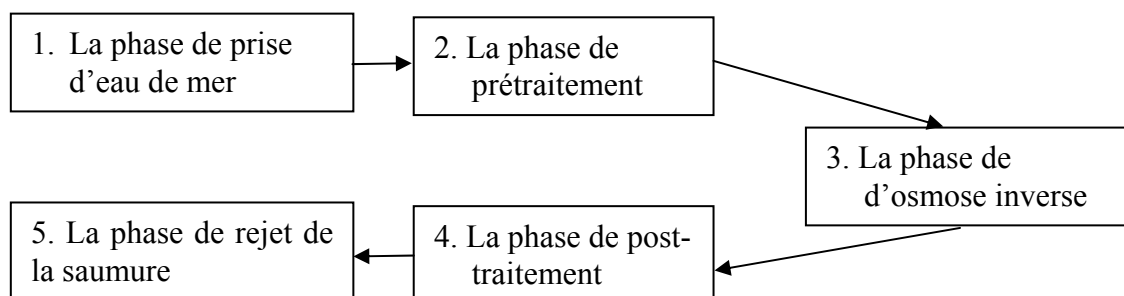 1. La phase de prise
d’eau de mer
2. La phase de
prétraitement
3. La phase de
d’osmose inverse
4. La phase de post-
traitement
5. La phase de rejet de
la saumure